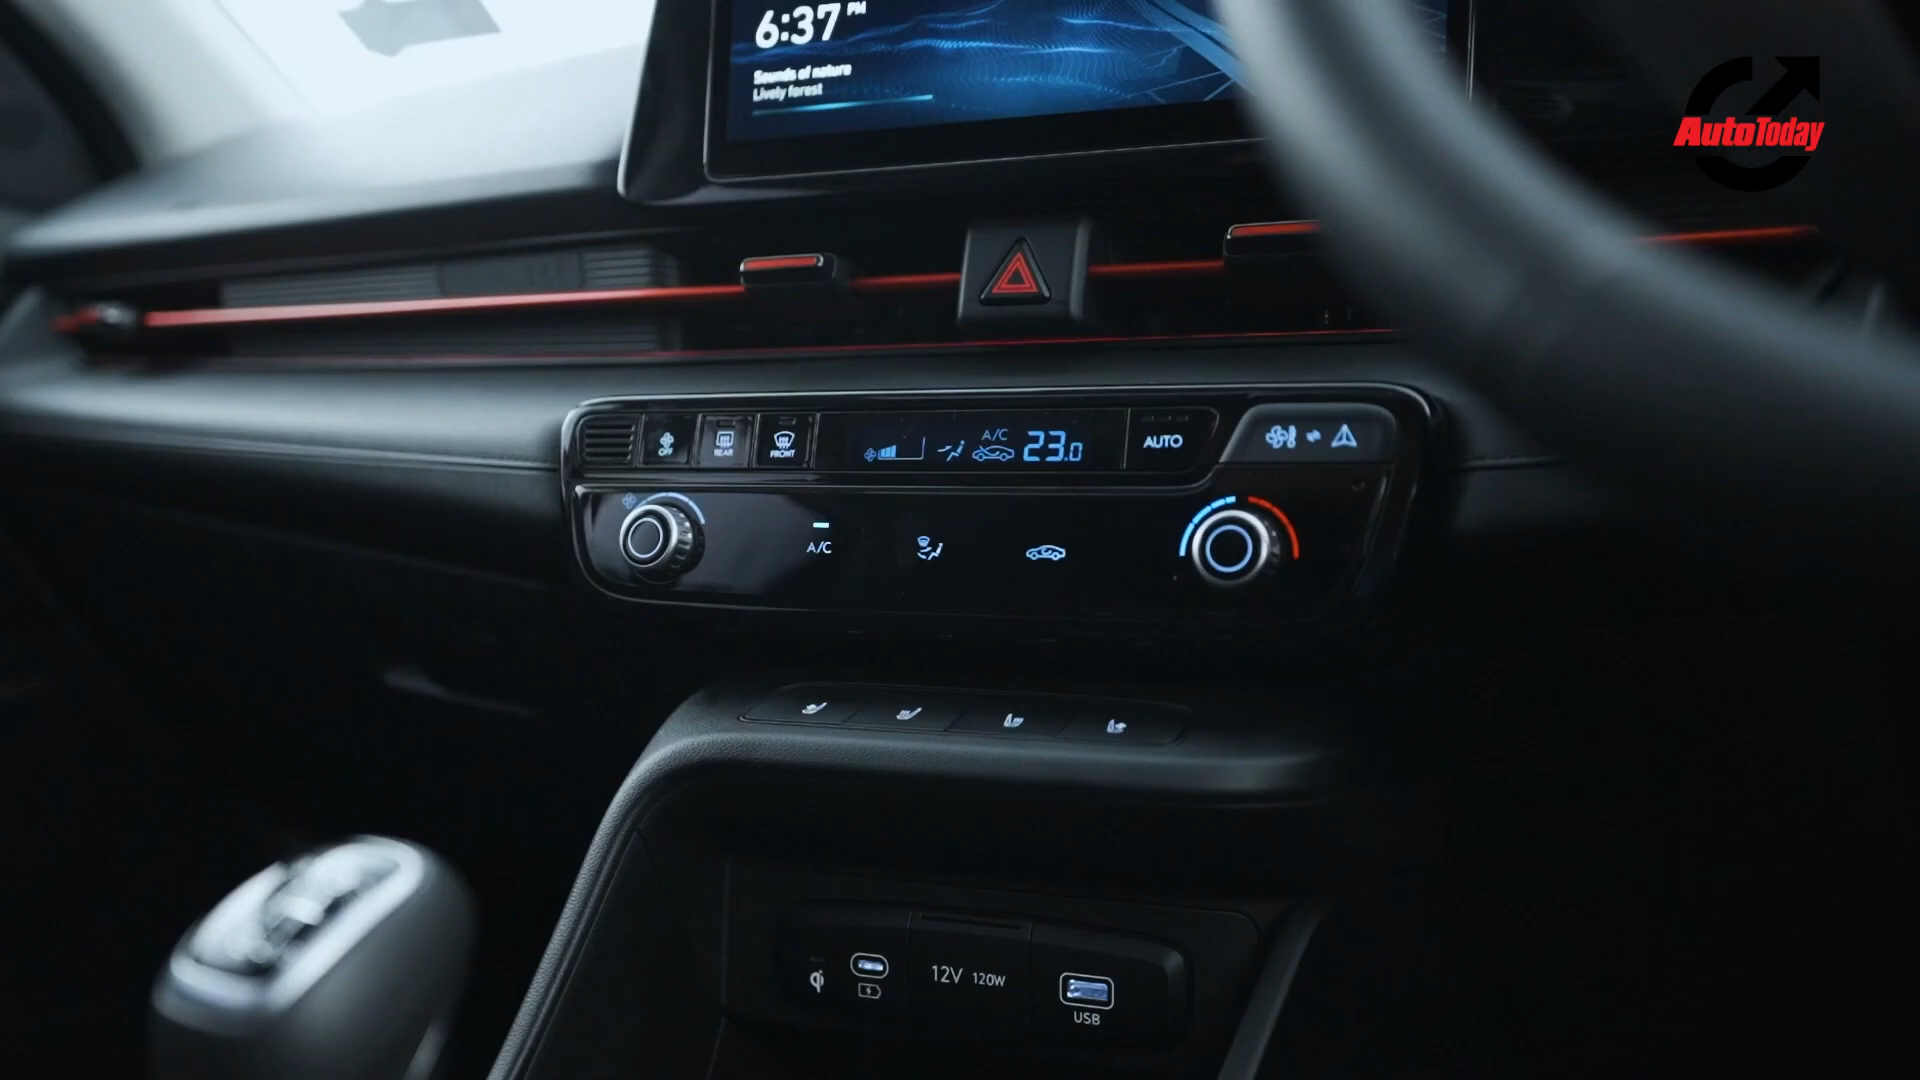 6:37 PM
Sounds of nature
Lively forest
AutoToday
OFF
REAR
FRONT
A/C
23.0
AUTO
A/C
12V 120W
USB